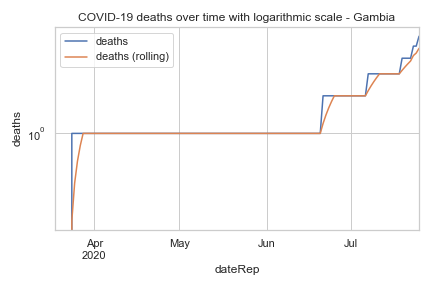 COVID-19 deaths over time with logarithmic scale - Gambia
deaths
deaths (rolling)
deaths
10^0
Apr
2020
May
Jun
Jul
dateRep